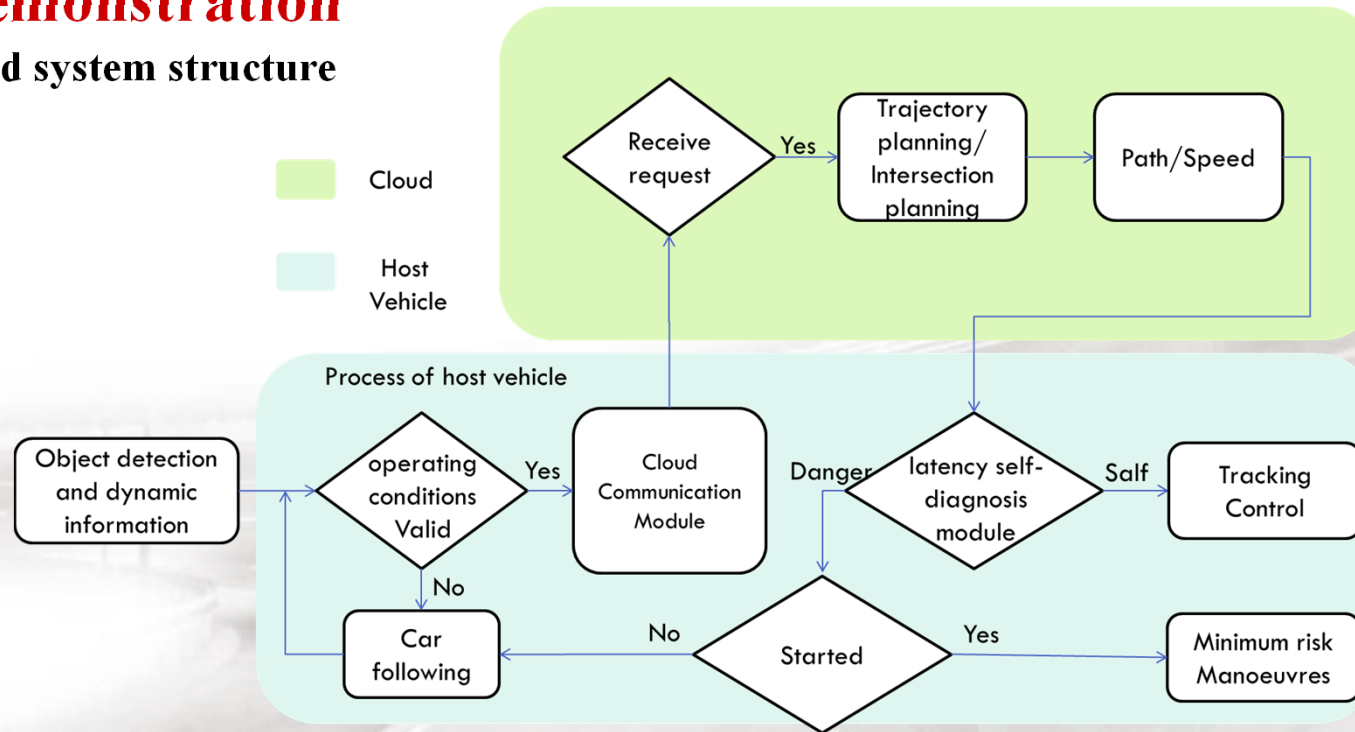 emonstration
d system structure
Cloud
Host
Vehicle
Receive
request
Yes
Trajectory
planning/
Intersection
planning
Path/Speed
Process of host vehicle
Object detection
and dynamic
information
operating
conditions
Valid
Yes
No
Cloud
Communication
Module
Danger
latency self-
diagnosis
module
Salf
Tracking
Control
Car
following
No
Started
Yes
Minimum risk
Manoeuvres